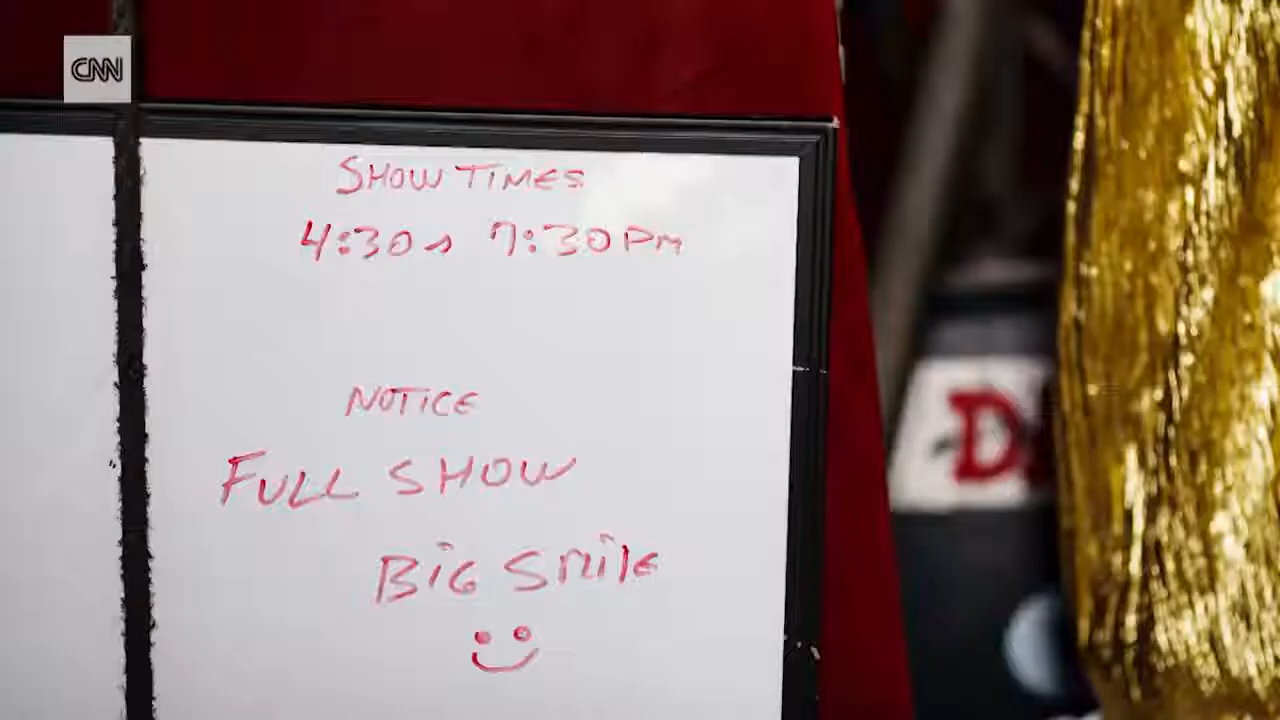 CNN
SHOW TIMES
4:30 7:30 PM
NOTICE
FULL SHOW
BiG SMile
D